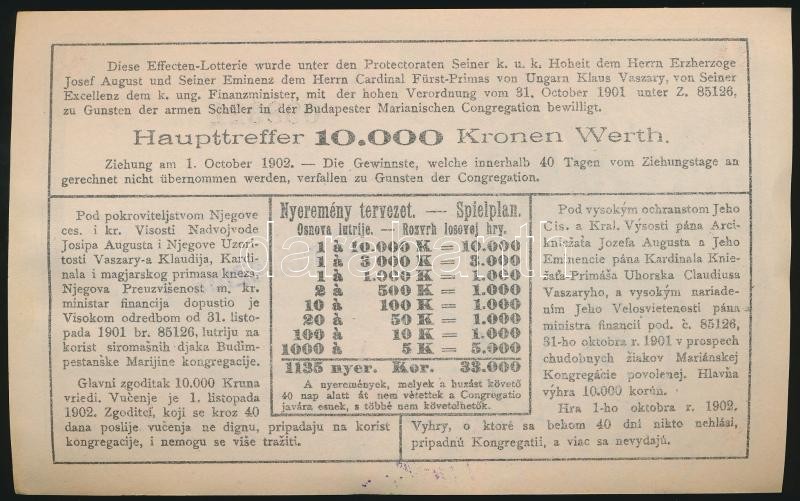 Diese Effecten-Lotterie wurde unter den Protectoraten Seiner k. u. k. Hoheit dem Herrn Erzherzoge
Josef August und Seiner Eminenz dem Herrn Cardinal Fürst-Primas von Ungarn Klaus Vaszary, von Seiner
Excellenz dem k. ung. Finanzminister, mit der hohen Verordnung vom 31. October 1901 unter Z. 85126,
zu Gunsten der armen Schüler in der Budapester Marianischen Congregation bewilligt.
Haupttreffer 10.000 Kronen Werth.
Ziehung am 1. October 1902. — Die Gewinnste, welche innerhalb 40 Tagen vom Ziehungstage an
gerechnet nicht übernommen werden, verfallen zu Gunsten der Congregation.
Pod pokroviteljstvom Njegove
ces. i kr. Visosti Nadvojvode
Josipa Augusta i Njegove Uzori-
tosti Vaszary-a Klaudija, Kardi-
nala i magjarskog primasa kneza,
Njegova Preuzvišenost m. kr.
ministar financija dopustio je
Visokom odredbom od 31. listo-
pada 1901 br. 85126, lutriju na
korist siromašnih djaka Budim-
pestanške Marijine kongregacije.
Glavni zgoditak 10.000 Kruna
vriedi. Vučenje je 1. listopada
1902. Zgoditcí, koji se kroz 40
dana poslije vučenja ne dignu, pripadaju na korist
kongregacije, i nemogu se više tražiti.
Nyeremény tervezet. — Spielplan.
Osnova lutrije. — Rozvrh losovej hry.
1 à 10.000 K = 10.000
1 à 3 000 K = 3.000
1 à 1.000 K = 1.000
2 à 500 K = 1.000
10 à 100 K = 1.000
20 à 50 K = 1.000
100 à 10 K = 1.000
1000 à 5 K = 5.000
1135 nyer. Kor. 33.000
A nyeremények, melyek a huzást követő
40 nap alatt át nem vétettek a Congregatio
javára esnek, s többé nem követelhetők.
Pod vysokým ochranstom Jeho
Cis. a Kral. Výsosti pána Arci-
knieżaťa Jozefa Augusta a Jeho
Eminencie pána Kardinala Knie-
žaťa-Primáša Uhorska Claudiusa
Vaszaryho, a vysokým nariade-
ním Jeho Velosvietenosti pána
ministra financií pod. č. 85126,
31-ho oktobra r. 1901 v prospech
chudobnych žiakov Mariánskej
Kongregácie povolenej. Hlavňa
výhra 10.000 korún.
Hra 1-ho oktobra r. 1902.
Vyhry, o ktoré sa behom 40 dní nikto nehlási,
pripadnú Kongregatii, a viac sa nevydajú.
darabanth